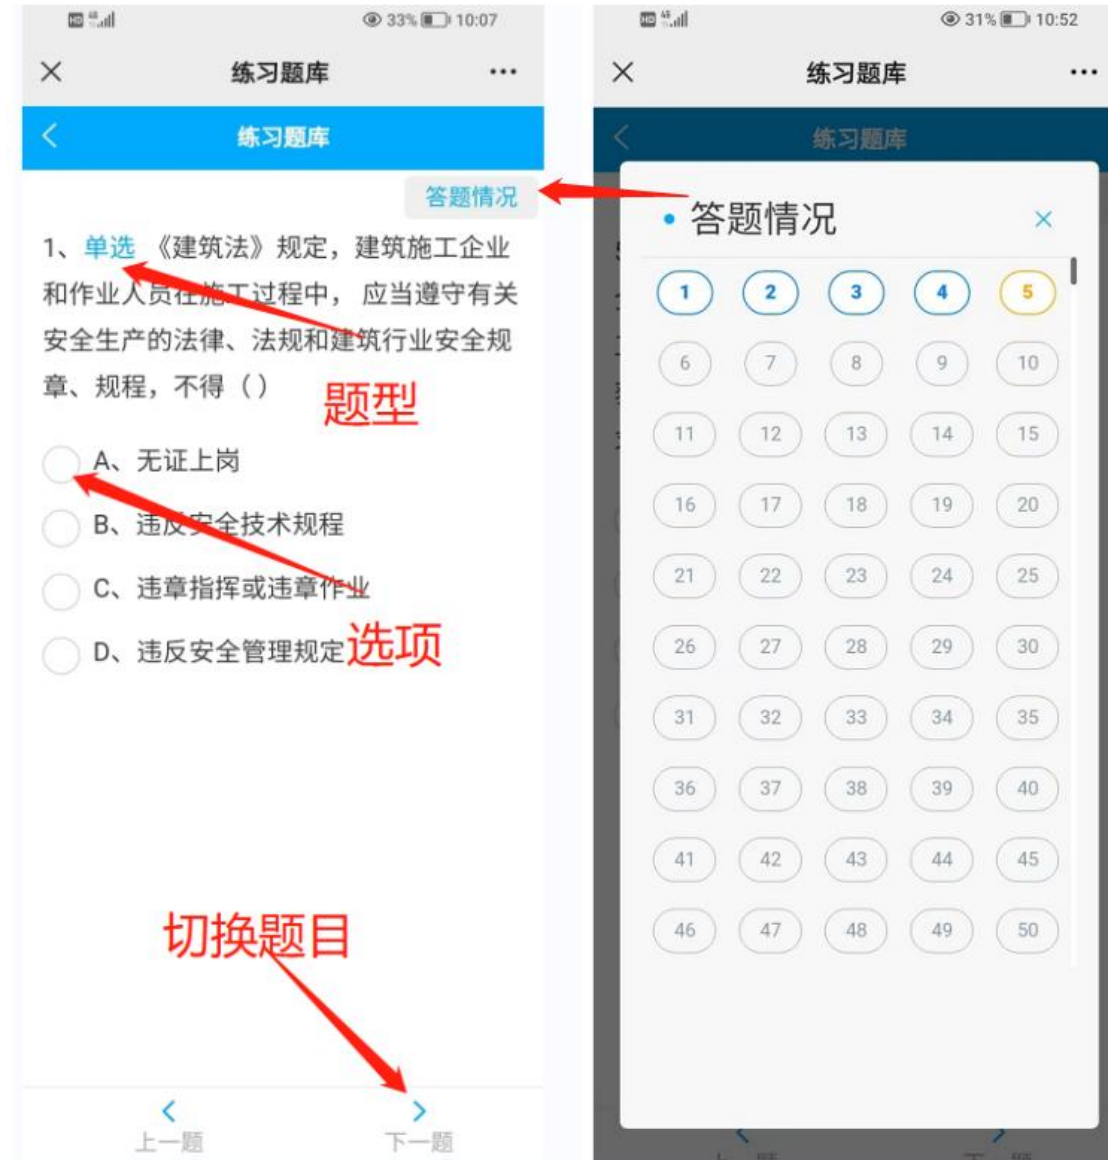 HD 4G 33% 10:07
练习题库
练习题库
答题情况
1、单选 《建筑法》规定，建筑施工企业
和作业人员在施工过程中， 应当遵守有关
安全生产的法律、法规和建筑行业安全规
章、规程，不得（ ）
题型
A、无证上岗
B、违反安全技术规程
C、违章指挥或违章作业
D、违反安全管理规定
选项
切换题目
上一题 下一题
HD 4G 31% 10:52
练习题库
练习题库
答题情况
1 2 3 4 5
6 7 8 9 10
11 12 13 14 15
16 17 18 19 20
21 22 23 24 25
26 27 28 29 30
31 32 33 34 35
36 37 38 39 40
41 42 43 44 45
46 47 48 49 50